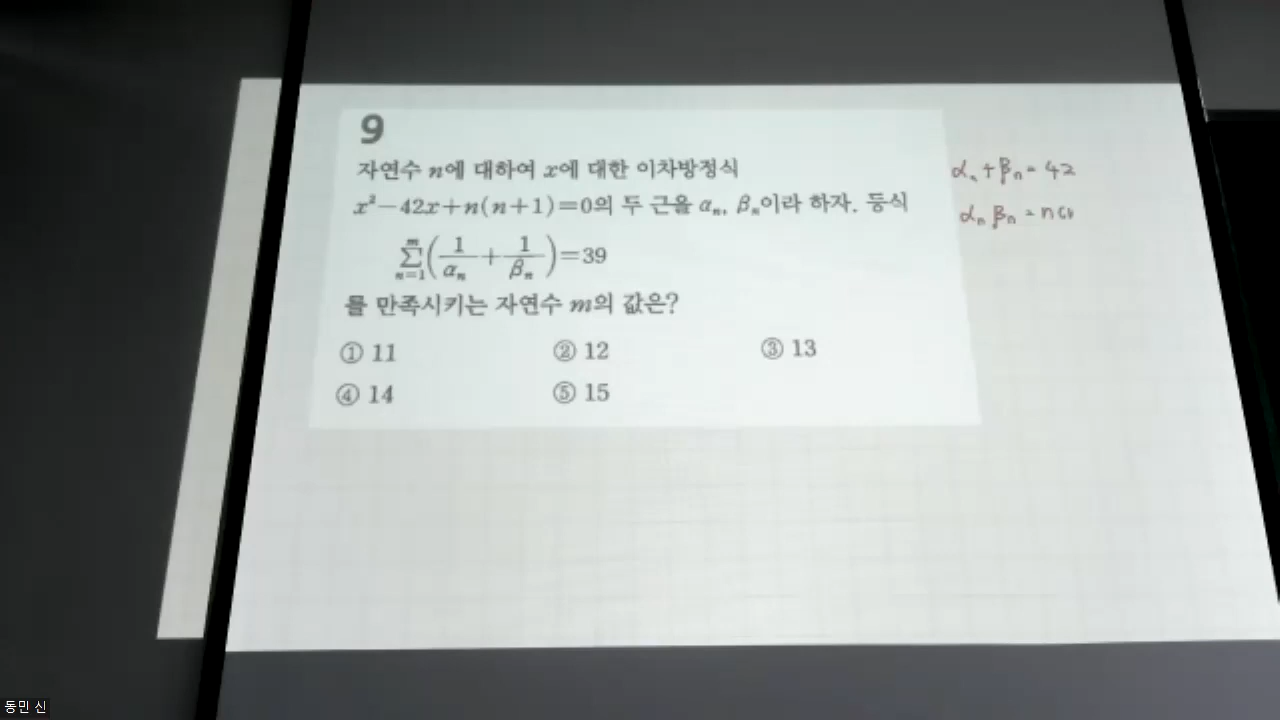 9
자연수 n에 대하여 x에 대한 이차방정식
x²-42x+n(n+1)=0의 두 근을 αₙ, βₙ이라 하자. 등식
∑ₙ₌₁ᵐ(1/αₙ+1/βₙ)=39
를 만족시키는 자연수 m의 값은?
① 11 ② 12 ③ 13
④ 14 ⑤ 15
αₙ+βₙ=42
αₙβₙ=n(
동민 신